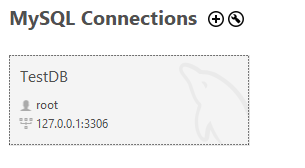 MySQL Connections
TestDB
root
127.0.0.1:3306